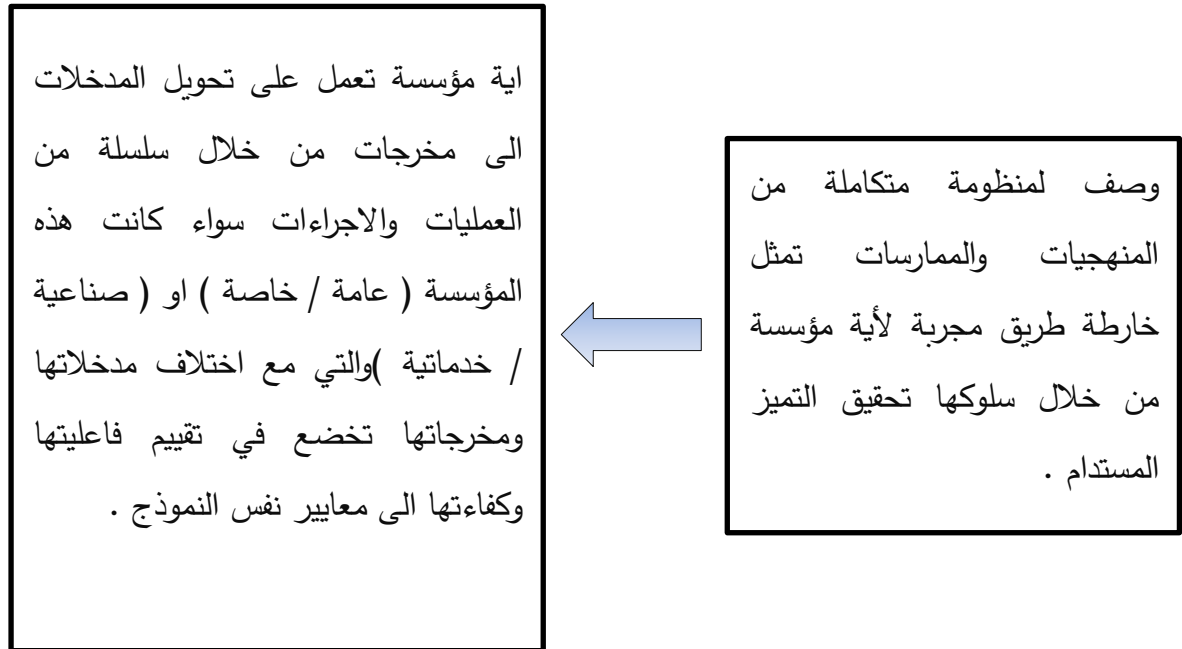 وصف لمنظومة متكاملة من
المنهجيات والممارسات تمثل
خارطة طريق مجربة لأية مؤسسة
من خلال سلوكها تحقيق التميز
المستدام .
اية مؤسسة تعمل على تحويل المدخلات
الى مخرجات من خلال سلسلة من
العمليات والاجراءات سواء كانت هذه
المؤسسة ( عامة / خاصة ) او ( صناعية
/ خدماتية )والتي مع اختلاف مدخلاتها
ومخرجاتها تخضع في تقييم فاعليتها
وكفاءتها الى معايير نفس النموذج .